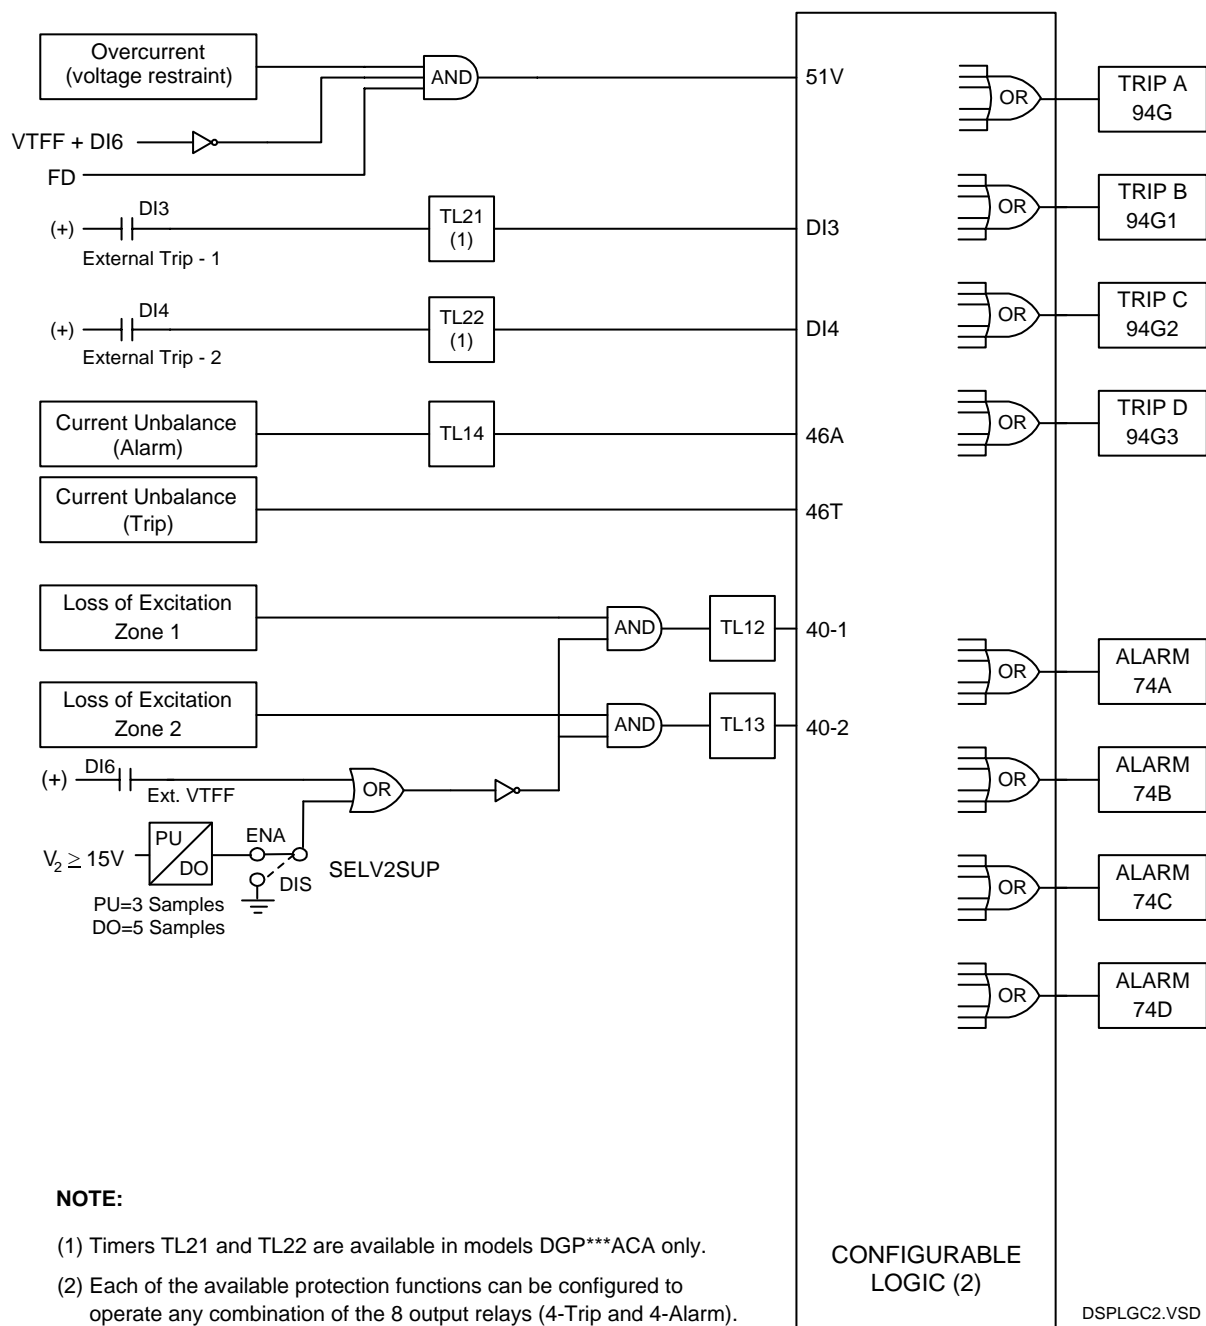 Overcurrent
(voltage restraint)
AND
51V
OR
TRIP A
94G
VTFF + DI6
FD
(+)
DI3
External Trip - 1
TL21
(1)
DI3
OR
TRIP B
94G1
(+)
DI4
External Trip - 2
TL22
(1)
DI4
OR
TRIP C
94G2
Current Unbalance
(Alarm)
TL14
46A
OR
TRIP D
94G3
Current Unbalance
(Trip)
46T
Loss of Excitation
Zone 1
AND
TL12
40-1
OR
ALARM
74A
Loss of Excitation
Zone 2
AND
TL13
40-2
(+)
DI6
Ext. VTFF
OR
OR
ALARM
74B
V2 ≥ 15V
PU
DO
ENA
DIS
SELV2SUP
PU=3 Samples
DO=5 Samples
OR
ALARM
74C
OR
ALARM
74D
NOTE:
(1) Timers TL21 and TL22 are available in models DGP***ACA only.
(2) Each of the available protection functions can be configured to
operate any combination of the 8 output relays (4-Trip and 4-Alarm).
CONFIGURABLE
LOGIC (2)
DSPLGC2.VSD